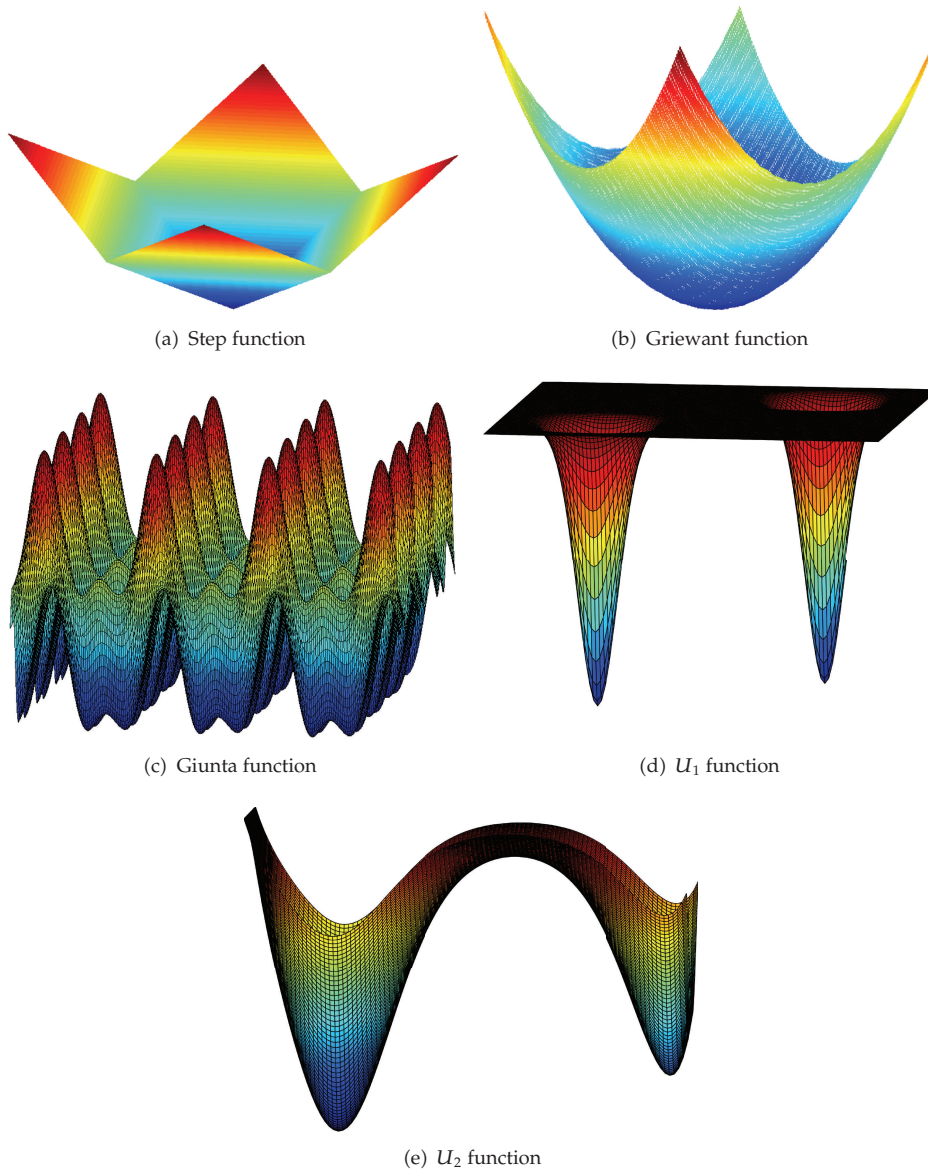 (a) Step function
(b) Griewant function
(c) Giunta function
(d) U₁ function
(e) U₂ function